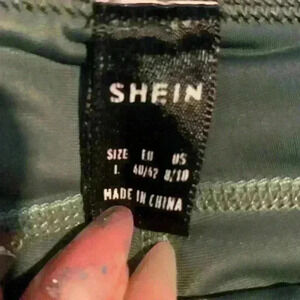 SHEIN
SIZE EU US
L 40/42 8/10
MADE IN CHINA